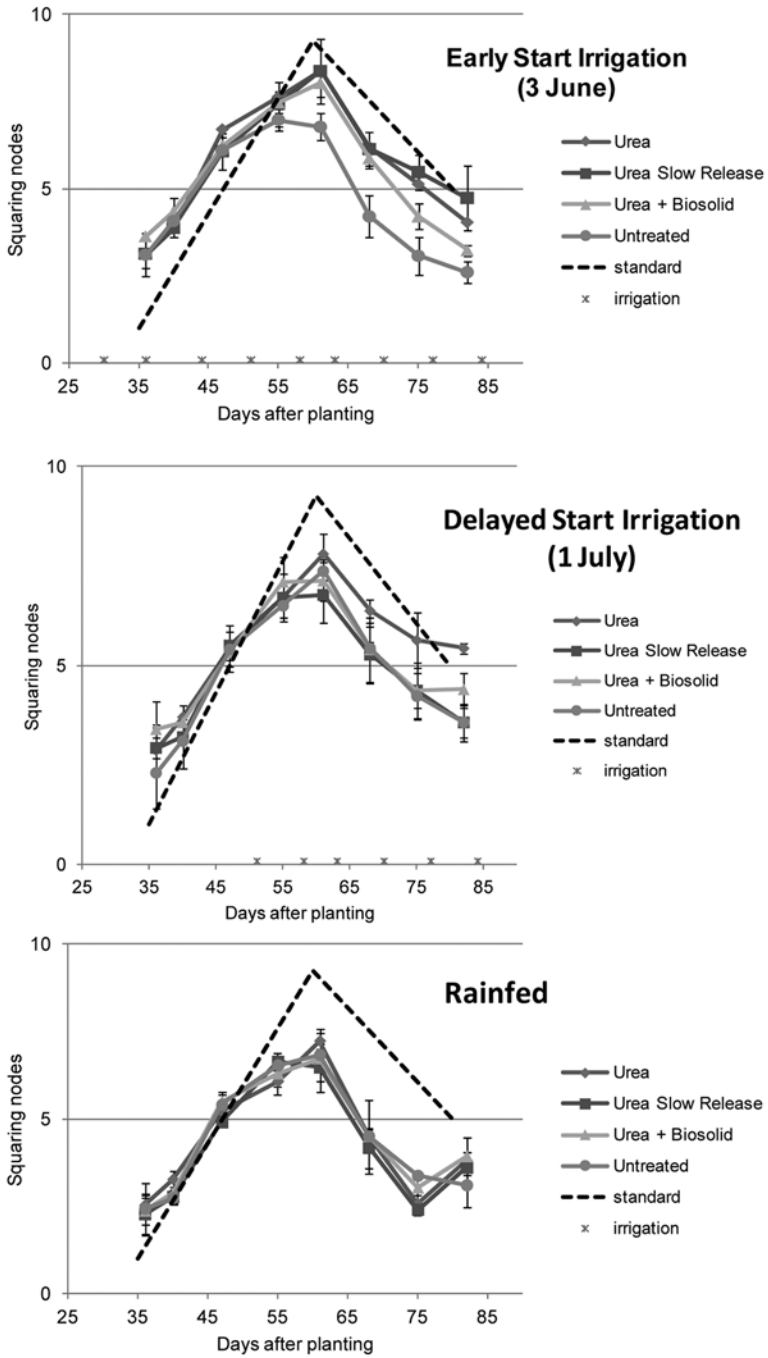 10
Early Start Irrigation
(3 June)
Urea
Urea Slow Release
Urea + Biosolid
Untreated
standard
irrigation
Squaring nodes
5
0
25 35 45 55 65 75 85
Days after planting
10
Delayed Start Irrigation
(1 July)
Urea
Urea Slow Release
Urea + Biosolid
Untreated
standard
irrigation
Squaring nodes
5
0
25 35 45 55 65 75 85
Days after planting
10
Rainfed
Urea
Urea Slow Release
Urea + Biosolid
Untreated
standard
irrigation
Squaring nodes
5
0
25 35 45 55 65 75 85
Days after planting